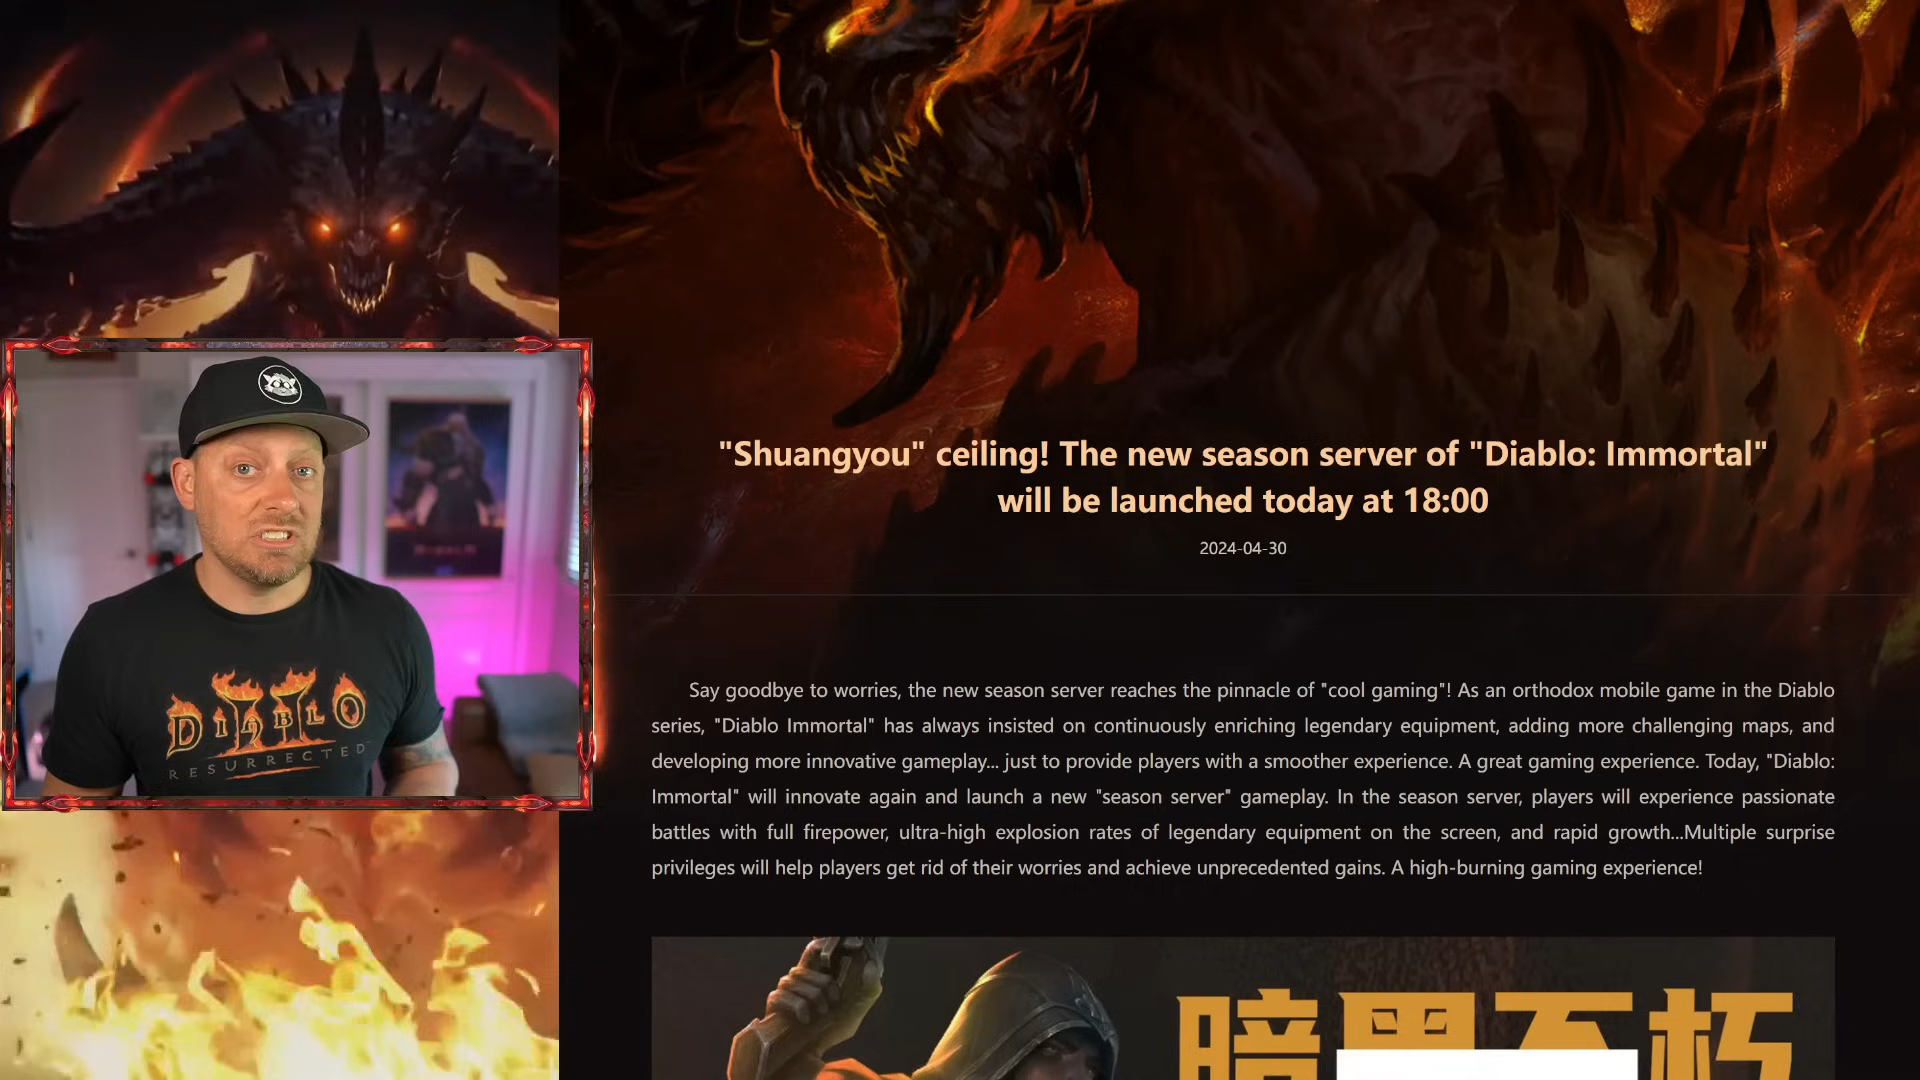 "Shuangyou" ceiling! The new season server of "Diablo: Immortal"
will be launched today at 18:00
2024-04-30
DIABLO
II
RESURRECTED
Say goodbye to worries, the new season server reaches the pinnacle of "cool gaming"! As an orthodox mobile game in the Diablo
series, "Diablo Immortal" has always insisted on continuously enriching legendary equipment, adding more challenging maps, and
developing more innovative gameplay... just to provide players with a smoother experience. A great gaming experience. Today, "Diablo:
Immortal" will innovate again and launch a new "season server" gameplay. In the season server, players will experience passionate
battles with full firepower, ultra-high explosion rates of legendary equipment on the screen, and rapid growth...Multiple surprise
privileges will help players get rid of their worries and achieve unprecedented gains. A high-burning gaming experience!
暗黑不朽